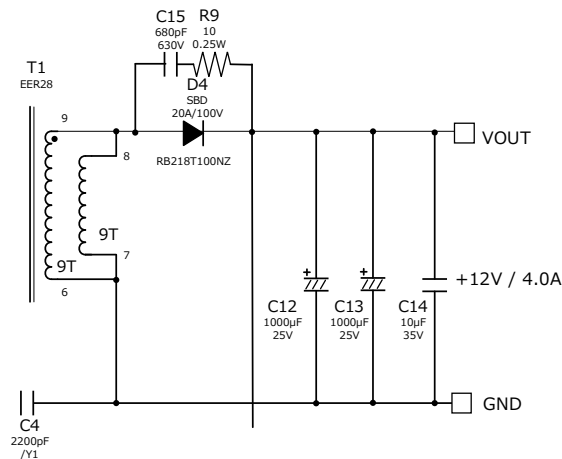 C15
680pF
630V
R9
10
0.25W
T1
EER28
D4
SBD
20A/100V
RB218T100NZ
9
8
9T
7
9T
6
VOUT
C12
1000µF
25V
C13
1000µF
25V
C14
10µF
35V
+12V / 4.0A
C4
2200pF
/Y1
GND
+
+